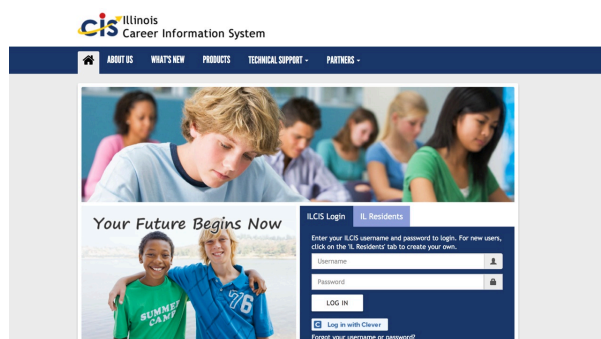 cis Illinois
Career Information System
ABOUT US WHAT'S NEW PRODUCTS TECHNICAL SUPPORT PARTNERS
Your Future Begins Now
SUMMER
CAMP
76
ILCIS Login IL Residents
Enter your ILCIS username and password to login. For new users,
click on the 'IL Residents' tab to create your own.
Username
Password
LOG IN
C Log in with Clever
Forgot your username or password?